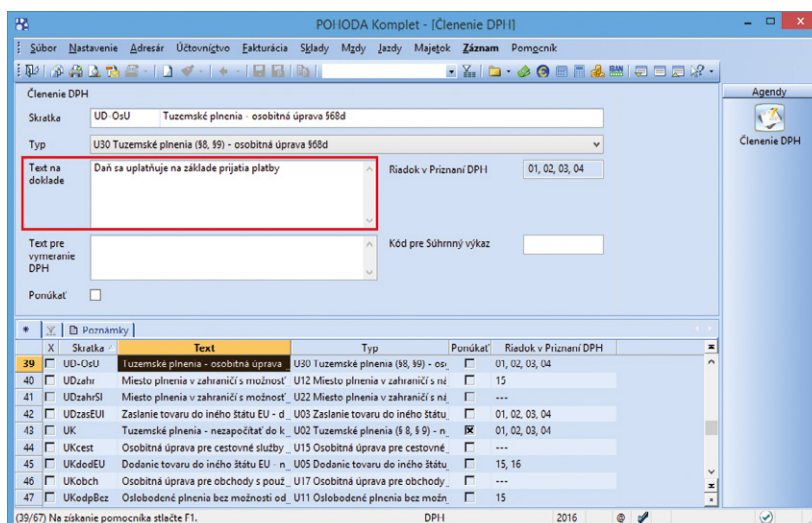 POHODA Komplet - [Členenie DPH]
Súbor Nastavenie Adresár Účtovníctvo Fakturácia Sklady Mzdy Jazdy Majetok Záznam Pomocník
Členenie DPH
Agendy
Skratka UD-OsU Tuzemské plnenia - osobitná úprava §68d
Členenie DPH
Typ U30 Tuzemské plnenia (§8, §9) - osobitná úprava §68d
Text na doklade Daň sa uplatňuje na základe prijatia platby Riadok v Priznaní DPH 01, 02, 03, 04
Text pre vymeranie DPH Kód pre Súhrnný výkaz
Ponúkať
Poznámky
X Skratka Text Typ Ponúkať Riadok v Priznaní DPH
39 UD-OsU Tuzemské plnenia - osobitná úprava U30 Tuzemské plnenia (§8, §9) - oso 01, 02, 03, 04
40 UDzahr Miesto plnenia v zahraničí s možnosť U12 Miesto plnenia v zahraničí s ná 15
41 UDzahrSl Miesto plnenia v zahraničí s možnosť U22 Miesto plnenia v zahraničí s ná ---
42 UDzasEUl Zaslanie tovaru do iného štátu EU - d U03 Zaslanie tovaru do iného štátu 01, 02, 03, 04
43 UK Tuzemské plnenia - nezapočítať do k U02 Tuzemské plnenia (§ 8, § 9) - n 01, 02, 03, 04
44 UKcest Osobitná úprava pre cestovné služby U15 Osobitná úprava pre cestovné ---
45 UKdodEU Dodanie tovaru do iného štátu EU - n U05 Dodanie tovaru do iného štátu 15, 16
46 UKobch Osobitná úprava pre obchody s použ U17 Osobitná úprava pre obchody ---
47 UKodpBez Oslobodené plnenia bez možnosti od U11 Oslobodené plnenia bez možn 15
(39/67) Na získanie pomocníka stlačte F1. DPH 2016 @